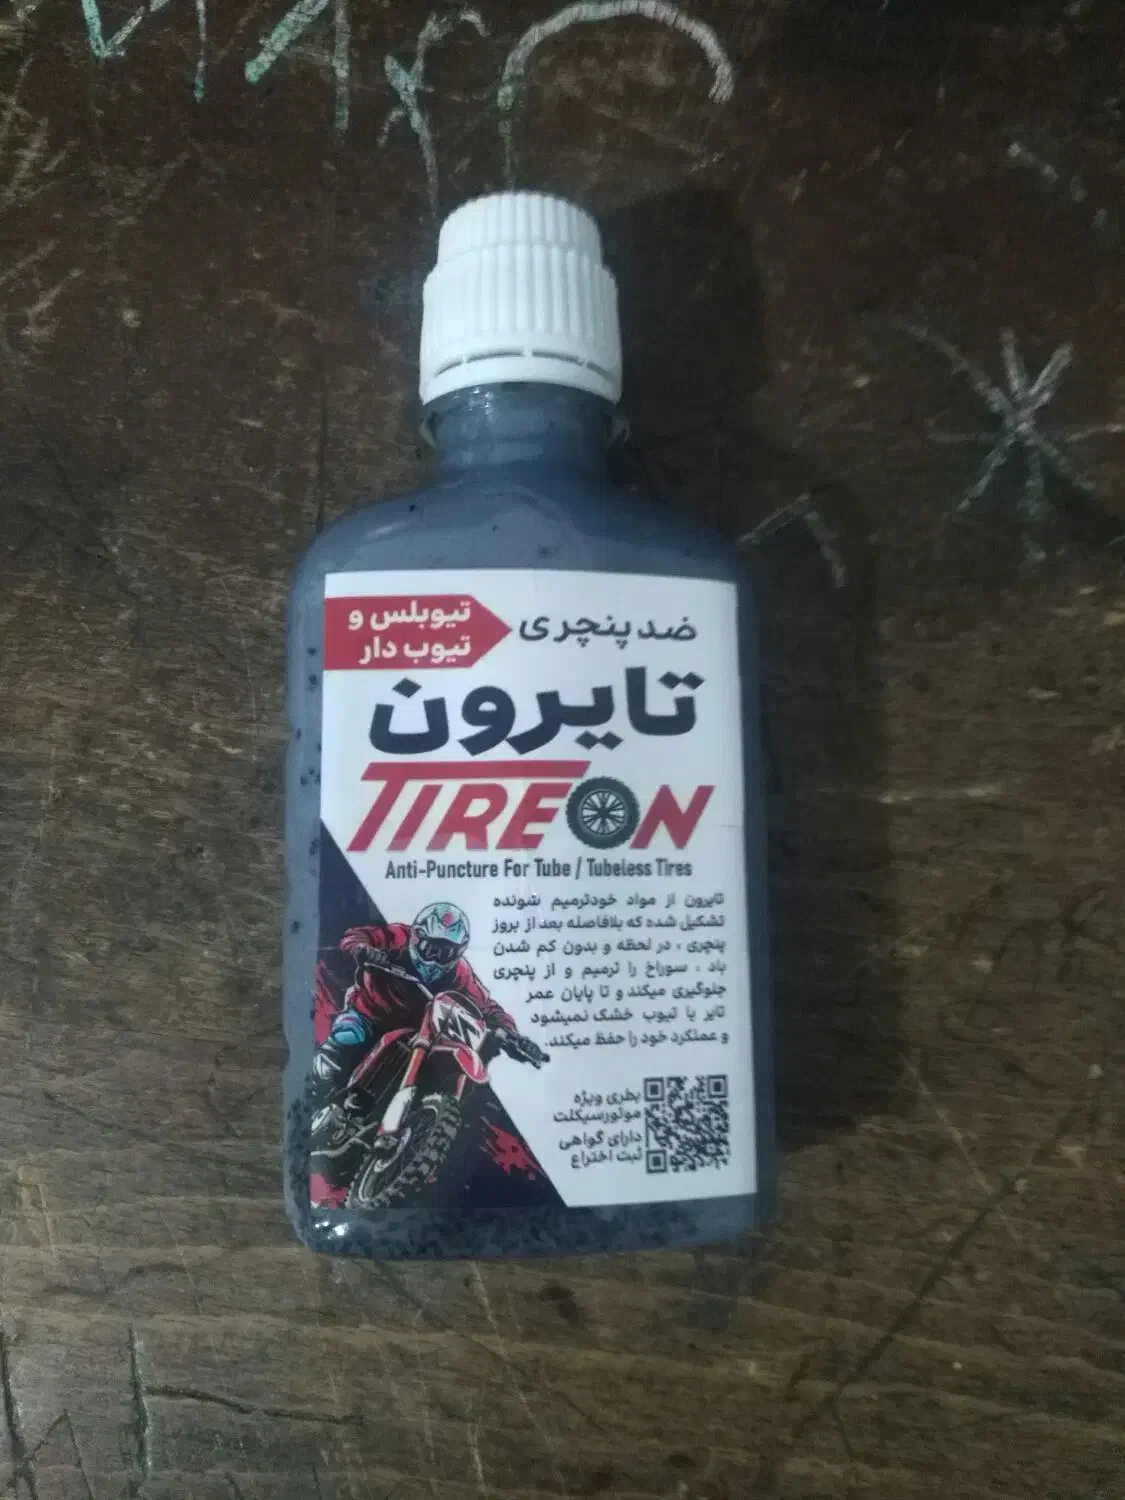 ضد پنچری
تیوبلس و
تیوب دار
تایرون
TIREON
Anti-Puncture For Tube / Tubeless Tires
تایرون از مواد خودترمیم شونده
تشکیل شده که بلافاصله بعد از بروز
پنچری ، در لحظه و بدون کم شدن
باد ، سوراخ را ترمیم و از پنچری
جلوگیری میکند و تا پایان عمر
تایر یا تیوب خشک نمیشود
و عملکرد خود را حفظ میکند.
بطری ویژه
موتورسیکلت
دارای گواهی
ثبت اختراع